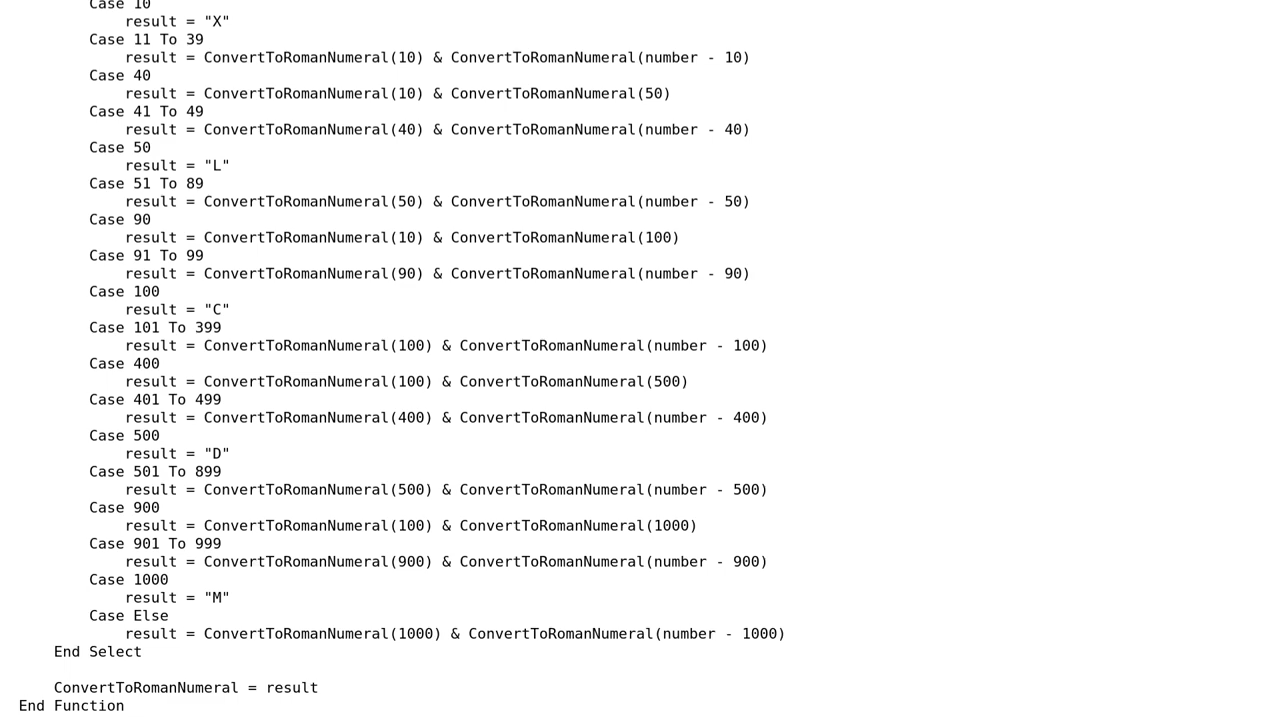 Case 10
            result = "X"
        Case 11 To 39
            result = ConvertToRomanNumeral(10) & ConvertToRomanNumeral(number - 10)
        Case 40
            result = ConvertToRomanNumeral(10) & ConvertToRomanNumeral(50)
        Case 41 To 49
            result = ConvertToRomanNumeral(40) & ConvertToRomanNumeral(number - 40)
        Case 50
            result = "L"
        Case 51 To 89
            result = ConvertToRomanNumeral(50) & ConvertToRomanNumeral(number - 50)
        Case 90
            result = ConvertToRomanNumeral(10) & ConvertToRomanNumeral(100)
        Case 91 To 99
            result = ConvertToRomanNumeral(90) & ConvertToRomanNumeral(number - 90)
        Case 100
            result = "C"
        Case 101 To 399
            result = ConvertToRomanNumeral(100) & ConvertToRomanNumeral(number - 100)
        Case 400
            result = ConvertToRomanNumeral(100) & ConvertToRomanNumeral(500)
        Case 401 To 499
            result = ConvertToRomanNumeral(400) & ConvertToRomanNumeral(number - 400)
        Case 500
            result = "D"
        Case 501 To 899
            result = ConvertToRomanNumeral(500) & ConvertToRomanNumeral(number - 500)
        Case 900
            result = ConvertToRomanNumeral(100) & ConvertToRomanNumeral(1000)
        Case 901 To 999
            result = ConvertToRomanNumeral(900) & ConvertToRomanNumeral(number - 900)
        Case 1000
            result = "M"
        Case Else
            result = ConvertToRomanNumeral(1000) & ConvertToRomanNumeral(number - 1000)
    End Select

    ConvertToRomanNumeral = result
End Function